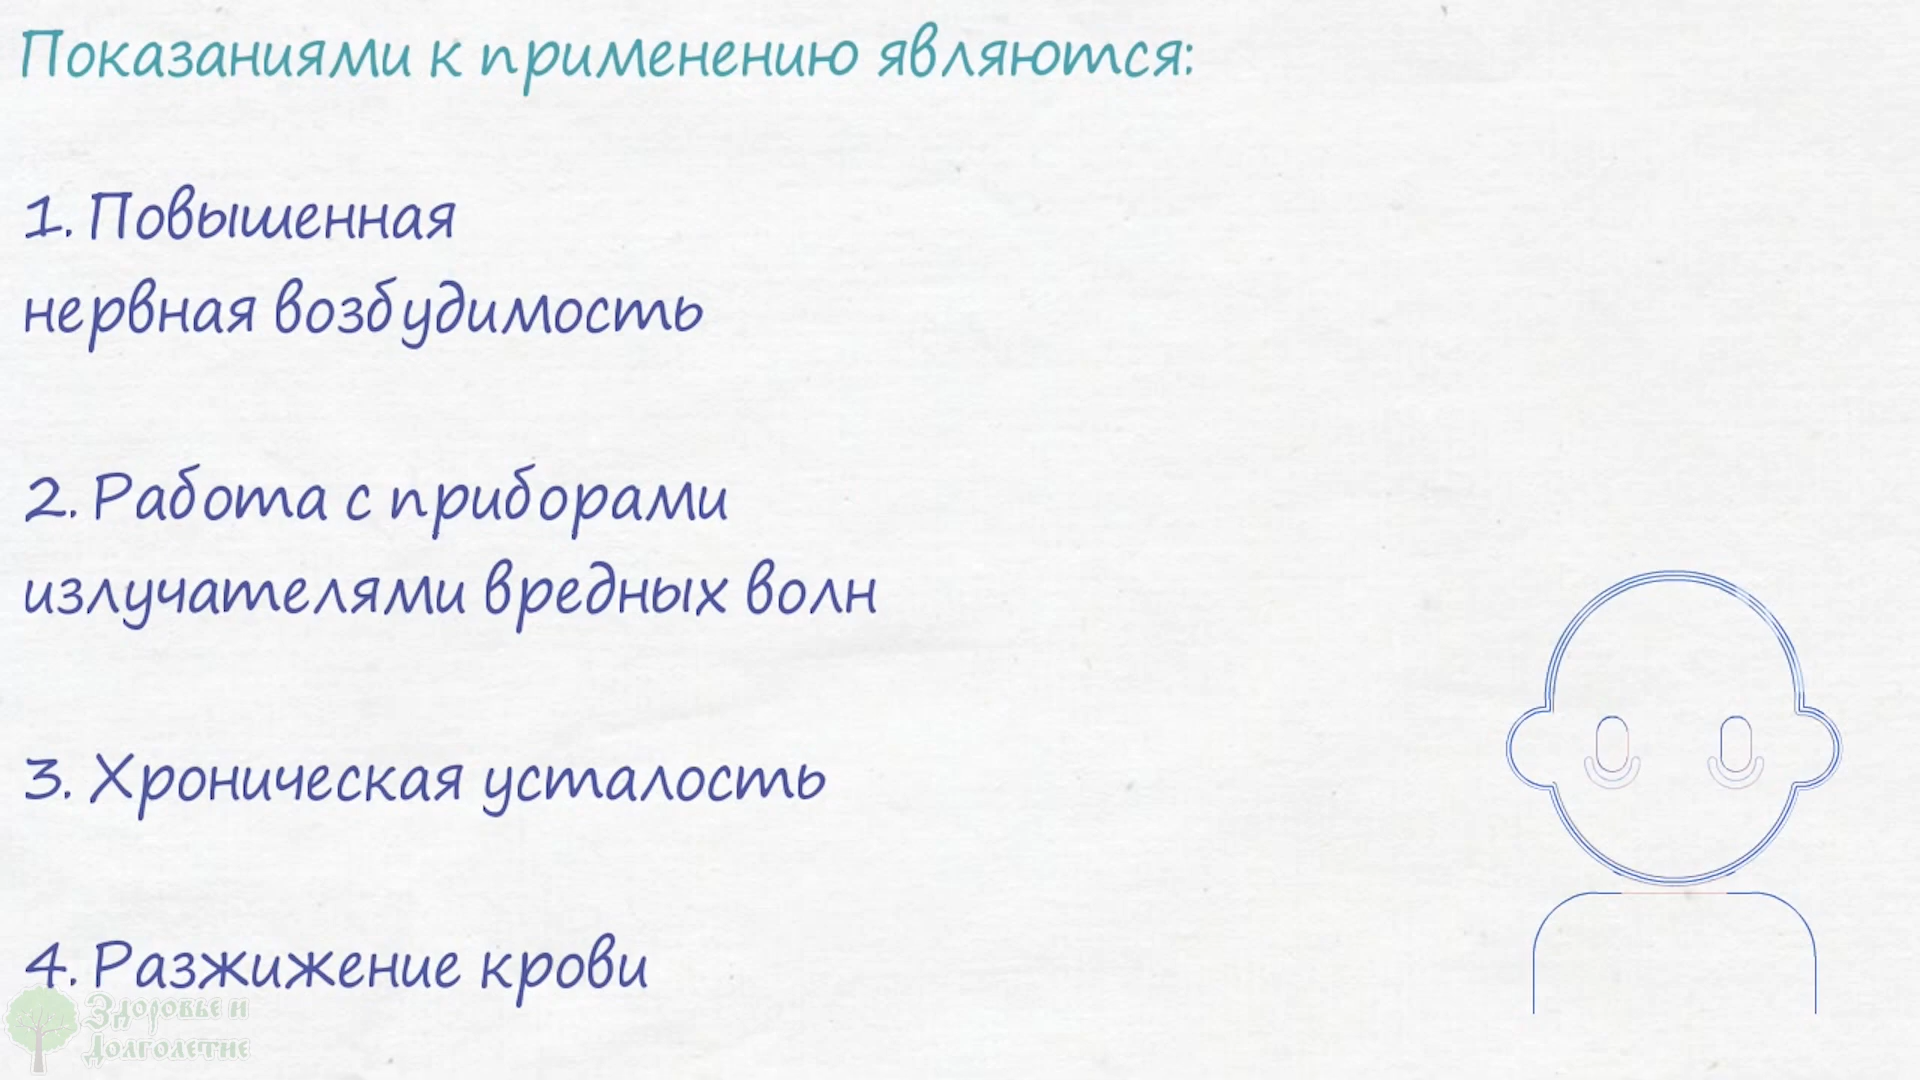 Показаниями к применению являются:
1. Повышенная
нервная возбудимость
2. Работа с приборами
излучателями вредных волн
3. Хроническая усталость
4. Разжижение крови
Здоровье и
Долголетие